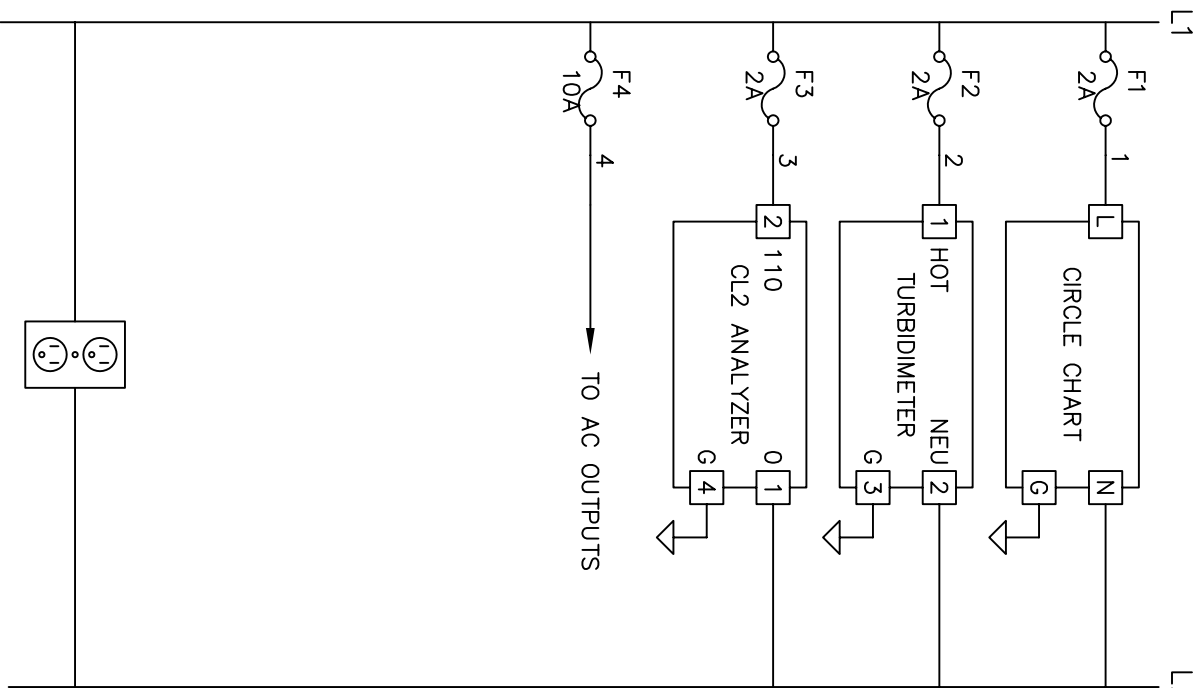 L1
L
F1
2A
1
L
CIRCLE CHART
N
G
F2
2A
2
1
HOT
TURBIDIMETER
NEU
2
G
3
F3
2A
3
2
110
CL2 ANALYZER
0
1
G
4
F4
10A
4
TO AC OUTPUTS